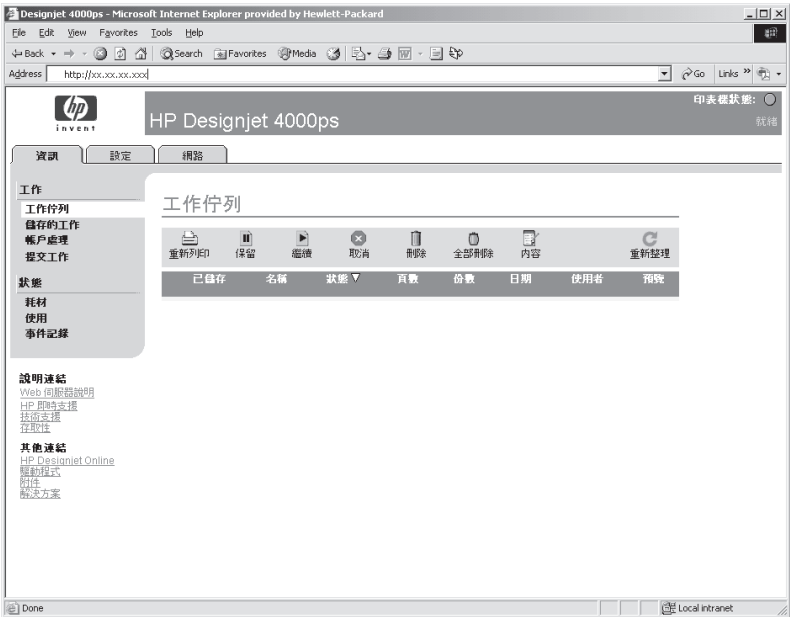 Designjet 4000ps - Microsoft Internet Explorer provided by Hewlett-Packard
File Edit View Favorites Tools Help
Back Search Favorites Media
Address http://xx.xx.xx.xxx Go Links
hp
invent
HP Designjet 4000ps
印表機狀態:
就緒
資訊 設定 網路
工作
工作佇列
儲存的工作
帳戶處理
提交工作
狀態
耗材
使用
事件記錄
說明連結
Web 伺服器說明
HP 即時支援
技術支援
存取性
其他連結
HP Designjet Online
驅動程式
附件
解決方案
工作佇列
重新列印 保留 繼續 取消 刪除 全部刪除 內容 重新整理
已儲存 名稱 狀態 頁數 份數 日期 使用者 預覽
Done Local intranet